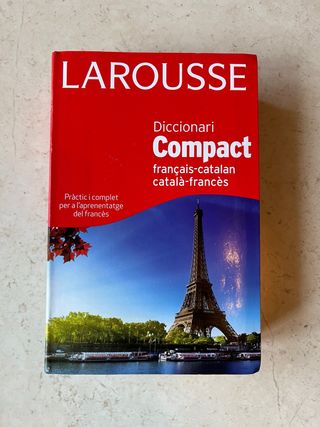 LAROUSSE
Diccionari
Compact
français-catalan
català-francès
Pràctic i complet
per a l'aprenentatge
del francès